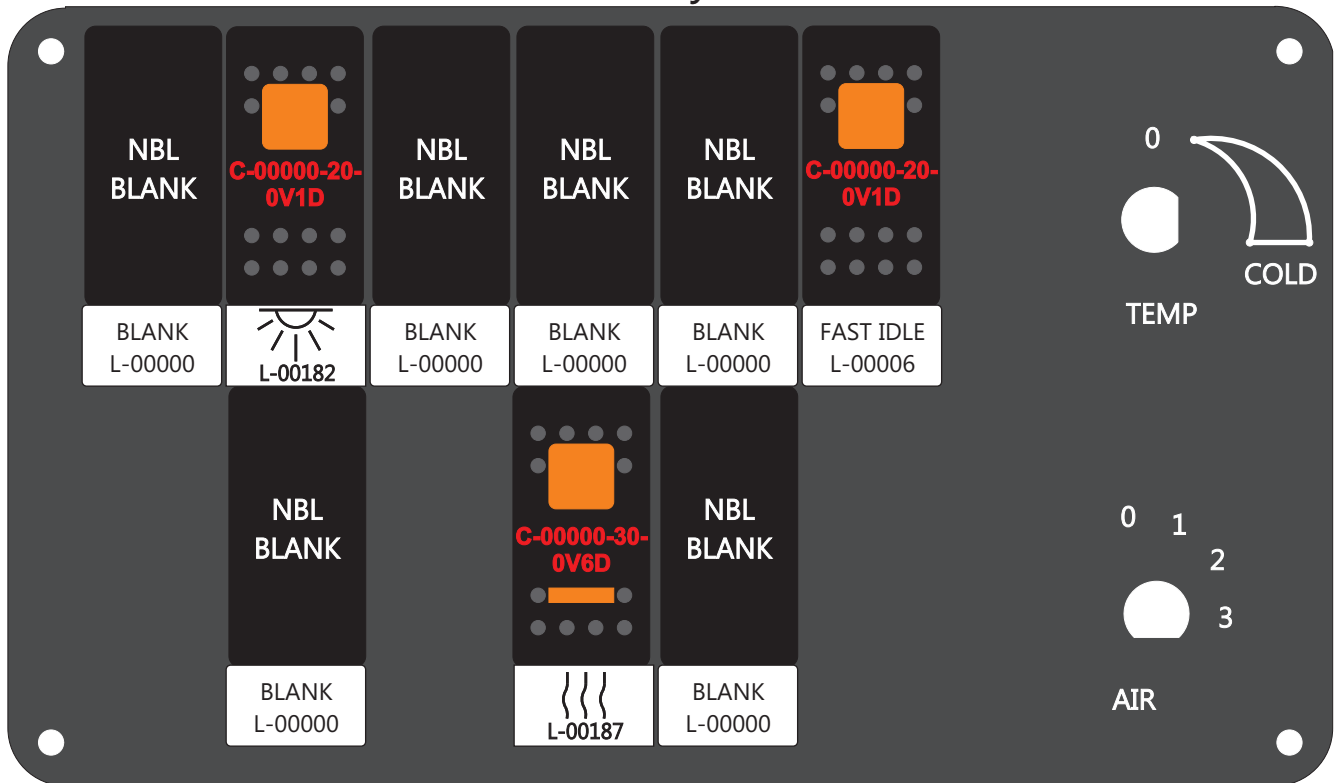 NBL
BLANK
C-00000-20-
0V1D
NBL
BLANK
NBL
BLANK
NBL
BLANK
C-00000-20-
0V1D
BLANK
L-00000
L-00182
BLANK
L-00000
BLANK
L-00000
BLANK
L-00000
FAST IDLE
L-00006
0
COLD
TEMP
NBL
BLANK
C-00000-30-
0V6D
NBL
BLANK
BLANK
L-00000
L-00187
BLANK
L-00000
0
1
2
3
AIR